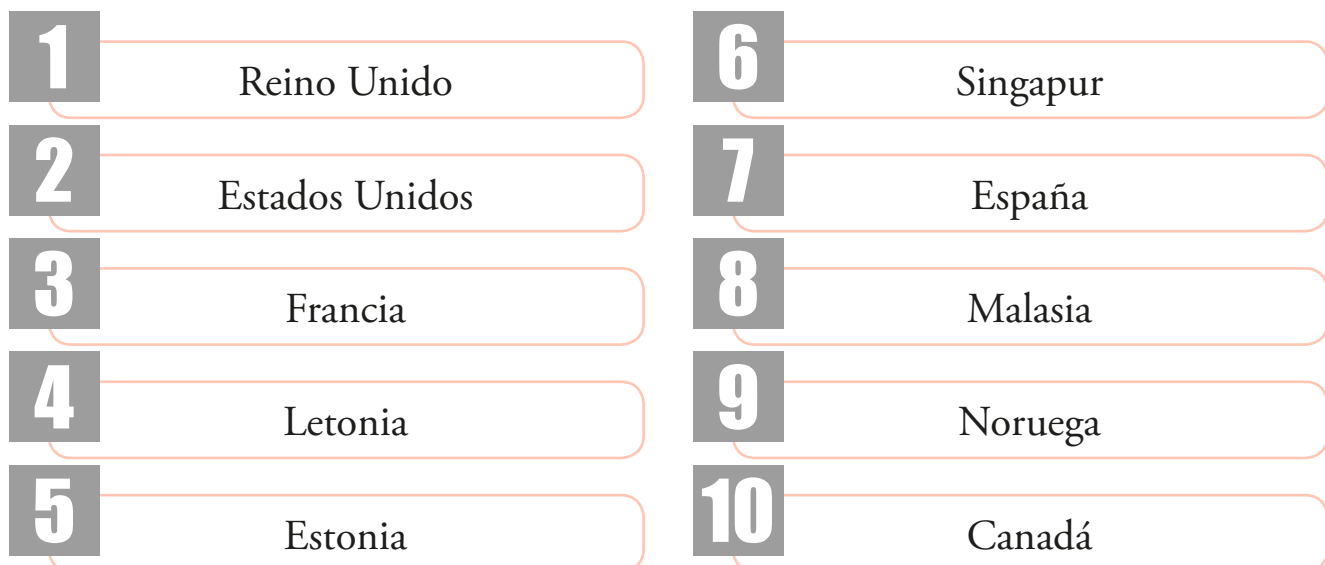 1
Reino Unido
2
Estados Unidos
3
Francia
4
Letonia
5
Estonia
6
Singapur
7
España
8
Malasia
9
Noruega
10
Canadá